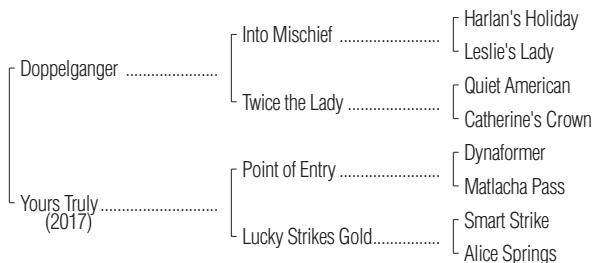 Harlan's Holiday
Into Mischief ........................
Leslie's Lady
Doppelganger ......................
Quiet American
Twice the Lady ......................
Catherine's Crown
Dynaformer
Point of Entry ........................
Matlacha Pass
Yours Truly............................
(2017)
Smart Strike
Lucky Strikes Gold................
Alice Springs